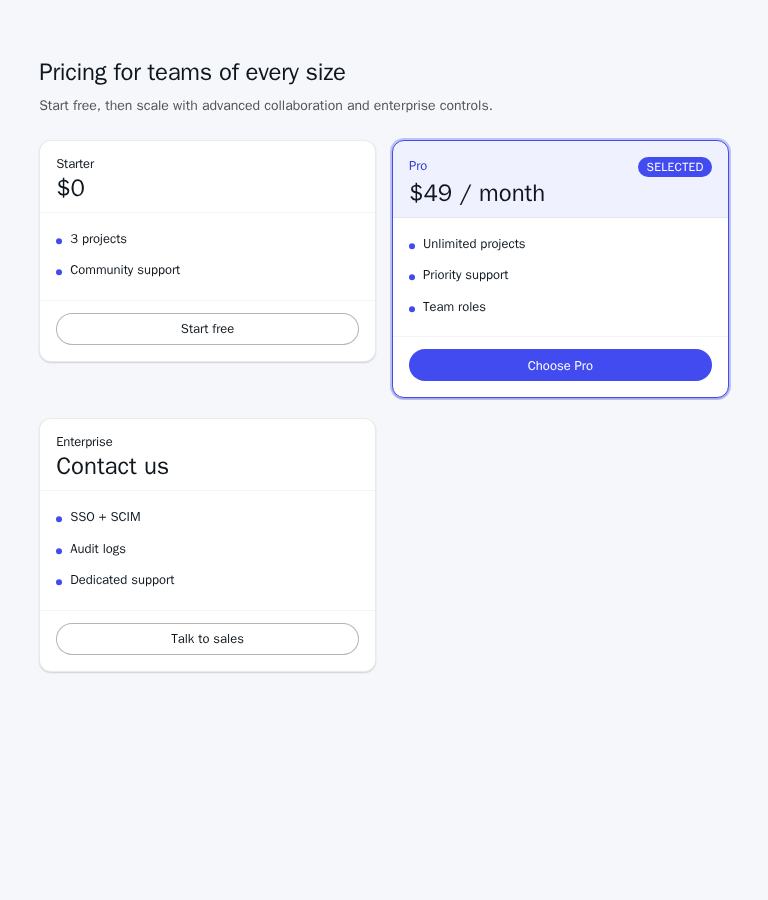 Pricing for teams of every size
Start free, then scale with advanced collaboration and enterprise controls.
Starter
$0
3 projects
Community support
Start free
Pro
SELECTED
$49 / month
Unlimited projects
Priority support
Team roles
Choose Pro
Enterprise
Contact us
SSO + SCIM
Audit logs
Dedicated support
Talk to sales